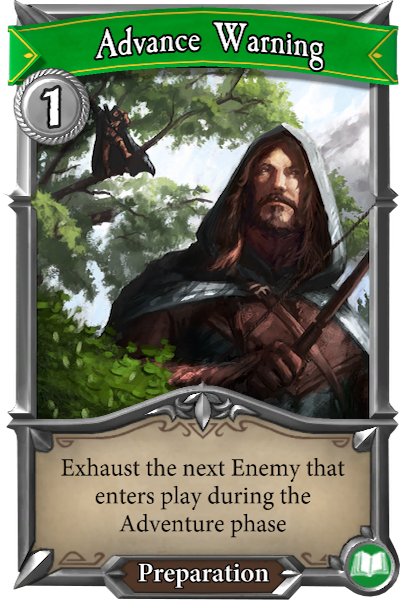 Advance Warning
1
Exhaust the next Enemy that
enters play during the
Adventure phase
Preparation